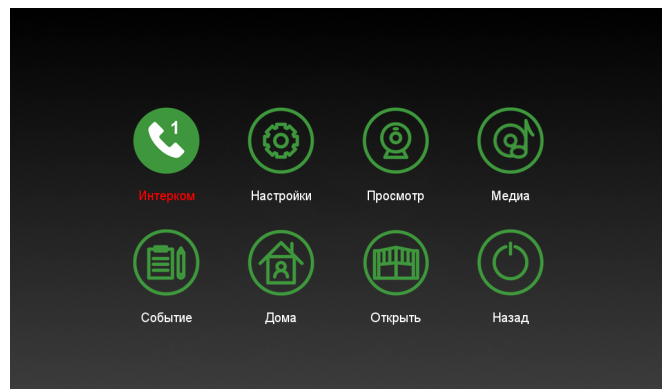 1
Интерком
Настройки
Просмотр
Медиа
Событие
Дома
Открыть
Назад